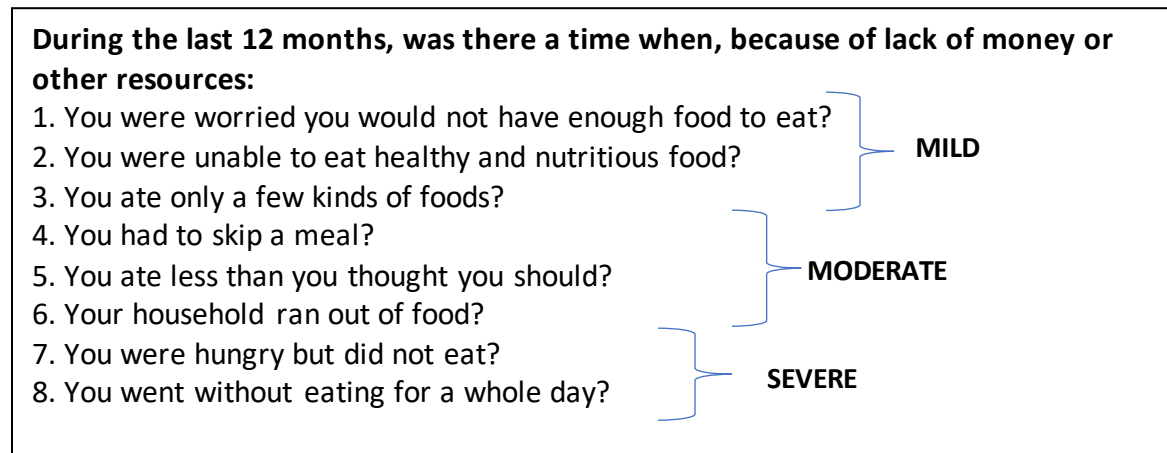 During the last 12 months, was there a time when, because of lack of money or
other resources:
1. You were worried you would not have enough food to eat?
2. You were unable to eat healthy and nutritious food?
MILD
3. You ate only a few kinds of foods?
4. You had to skip a meal?
5. You ate less than you thought you should?
MODERATE
6. Your household ran out of food?
7. You were hungry but did not eat?
8. You went without eating for a whole day?
SEVERE